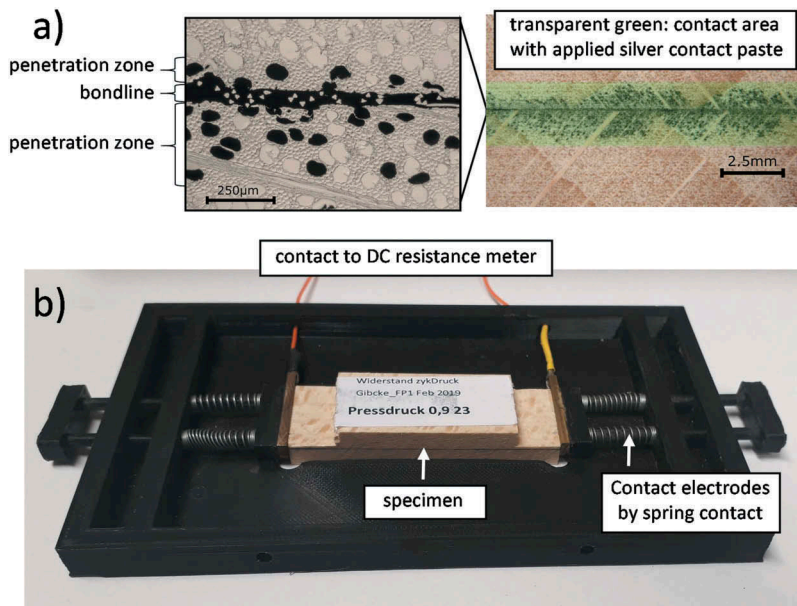 a)
penetration zone
bondline
penetration zone
250µm
transparent green: contact area
with applied silver contact paste
2.5mm
contact to DC resistance meter
b)
Widerstand zykDruck
Gibcke_FP1 Feb 2019
Pressdruck 0,9 23
specimen
Contact electrodes
by spring contact